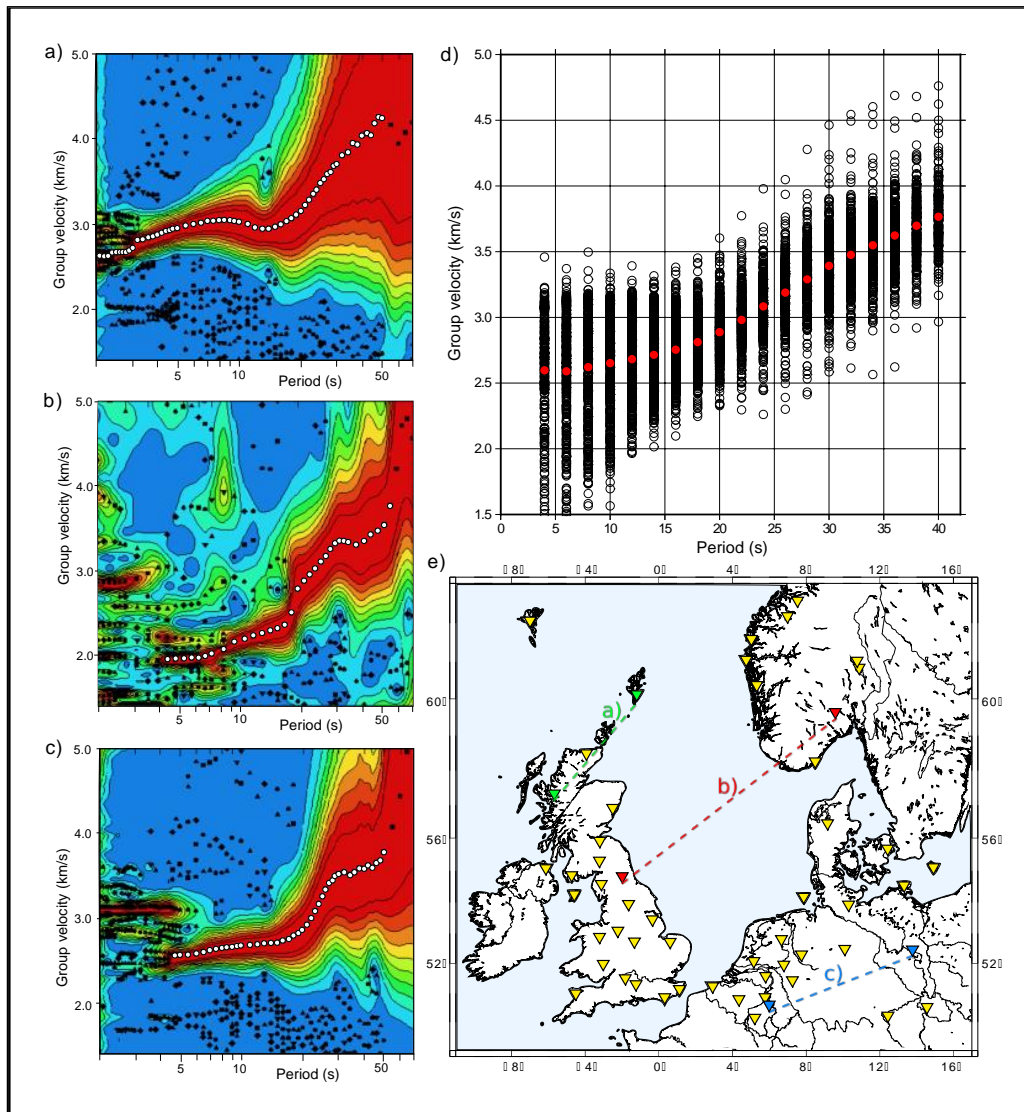 a)
5.0
4.0
3.0
2.0
Group velocity (km/s)
5
10
50
Period (s)
b)
5.0
4.0
3.0
2.0
Group velocity (km/s)
5
10
50
Period (s)
c)
5.0
4.0
3.0
2.0
Group velocity (km/s)
5
10
50
Period (s)
d)
5.0
4.5
4.0
3.5
3.0
2.5
2.0
1.5
Group velocity (km/s)
0 5 10 15 20 25 30 35 40
Period (s)
e)
□ 8□ □ 4□ 0□ 4□ 8□ 12□ 16□
60□
56□
52□
a)
b)
c)
□ 8□ □ 4□ 0□ 4□ 8□ 12□ 16□